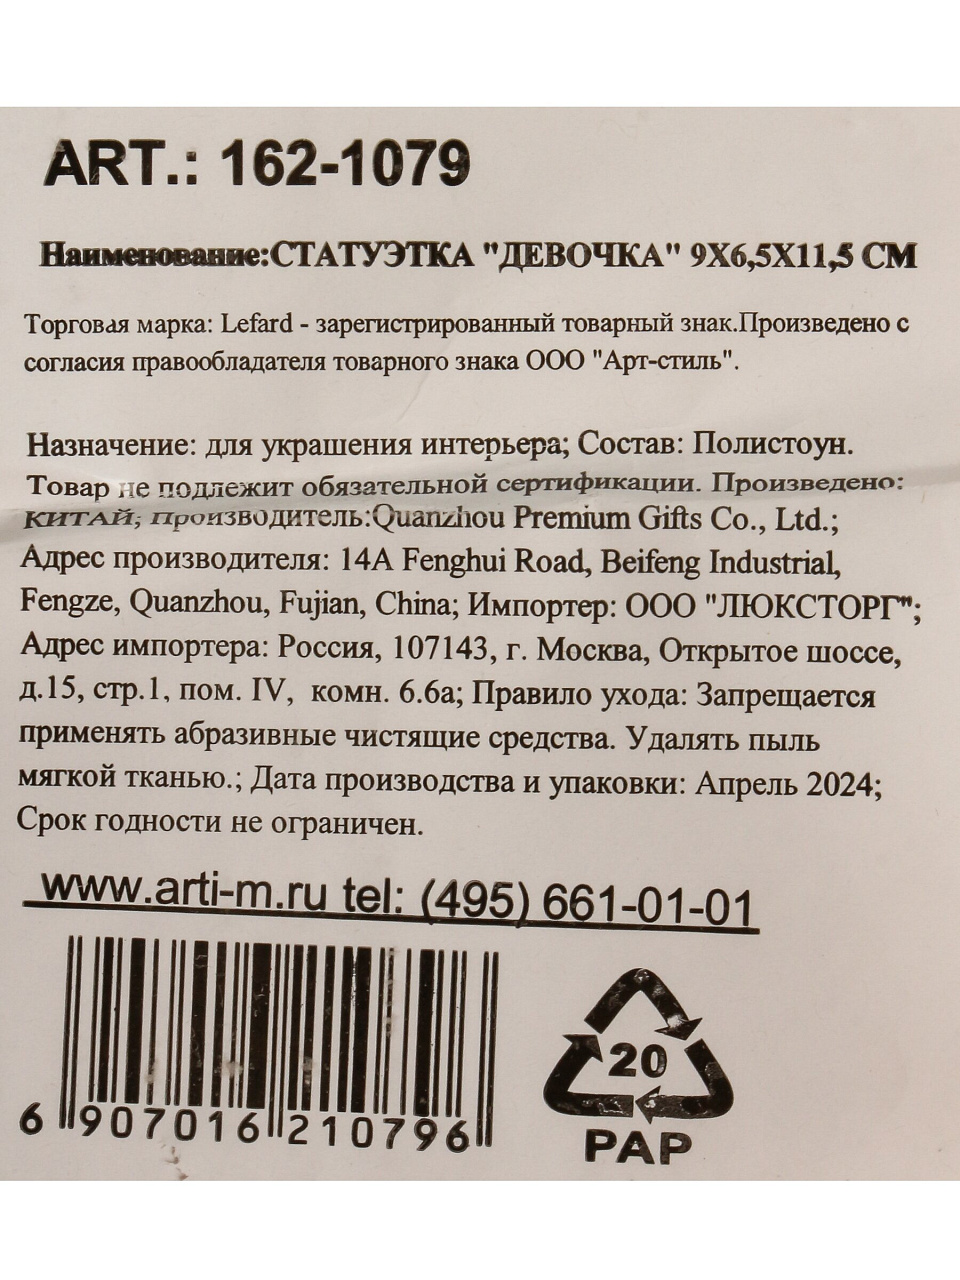 ART.: 162-1079
Наименование:СТАТУЭТКА "ДЕВОЧКА" 9Х6,5Х11,5 СМ
Торговая марка: Lefard - зарегистрированный товарный знак.Произведено с
согласия правообладателя товарного знака ООО "Арт-стиль".
Назначение: для украшения интерьера; Состав: Полистоун.
Товар не подлежит обязательной сертификации. Произведено:
КИТАЙ; Производитель:Quanzhou Premium Gifts Co., Ltd.;
Адрес производителя: 14A Fenghui Road, Beifeng Industrial,
Fengze, Quanzhou, Fujian, China; Импортер: ООО "ЛЮКСТОРГ";
Адрес импортера: Россия, 107143, г. Москва, Открытое шоссе,
д.15, стр.1, пом. IV, комн. 6.6а; Правило ухода: Запрещается
применять абразивные чистящие средства. Удалять пыль
мягкой тканью.; Дата производства и упаковки: Апрель 2024;
Срок годности не ограничен.
www.arti-m.ru tel: (495) 661-01-01
6 907016 210796
20
PAP